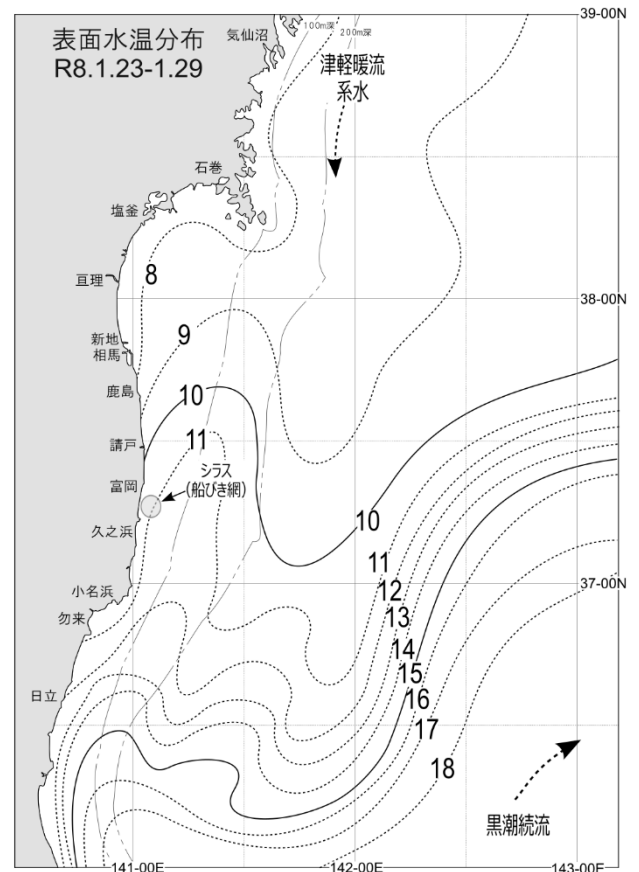 表面水温分布
R8.1.23-1.29
気仙沼
100m深
200m深
39-00N
津軽暖流
系水
石巻
塩釜
亘理
8
38-00N
新地
相馬
9
鹿島
10
請戸
11
シラス
(船びき網)
富岡
久之浜
10
11
37-00N
小名浜
12
勿来
13
14
15
日立
16
17
18
黒潮続流
141-00E
142-00E
143-00E